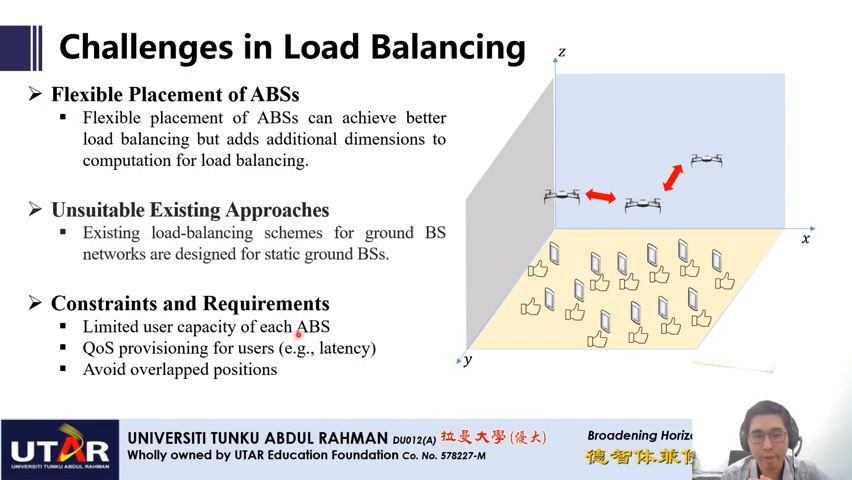 Challenges in Load Balancing
Flexible Placement of ABSs
Flexible placement of ABSs can achieve better
load balancing but adds additional dimensions to
computation for load balancing.
Unsuitable Existing Approaches
Existing load-balancing schemes for ground BS
networks are designed for static ground BSs.
Constraints and Requirements
Limited user capacity of each ABS
QoS provisioning for users (e.g., latency)
Avoid overlapped positions
z
x
y
UTAR
UNIVERSITI TUNKU ABDUL RAHMAN
UNIVERSITI TUNKU ABDUL RAHMAN DU012(A) 拉曼大學(優大)
Wholly owned by UTAR Education Foundation Co. No. 578227-M
Broadening Horiz
德智体兼